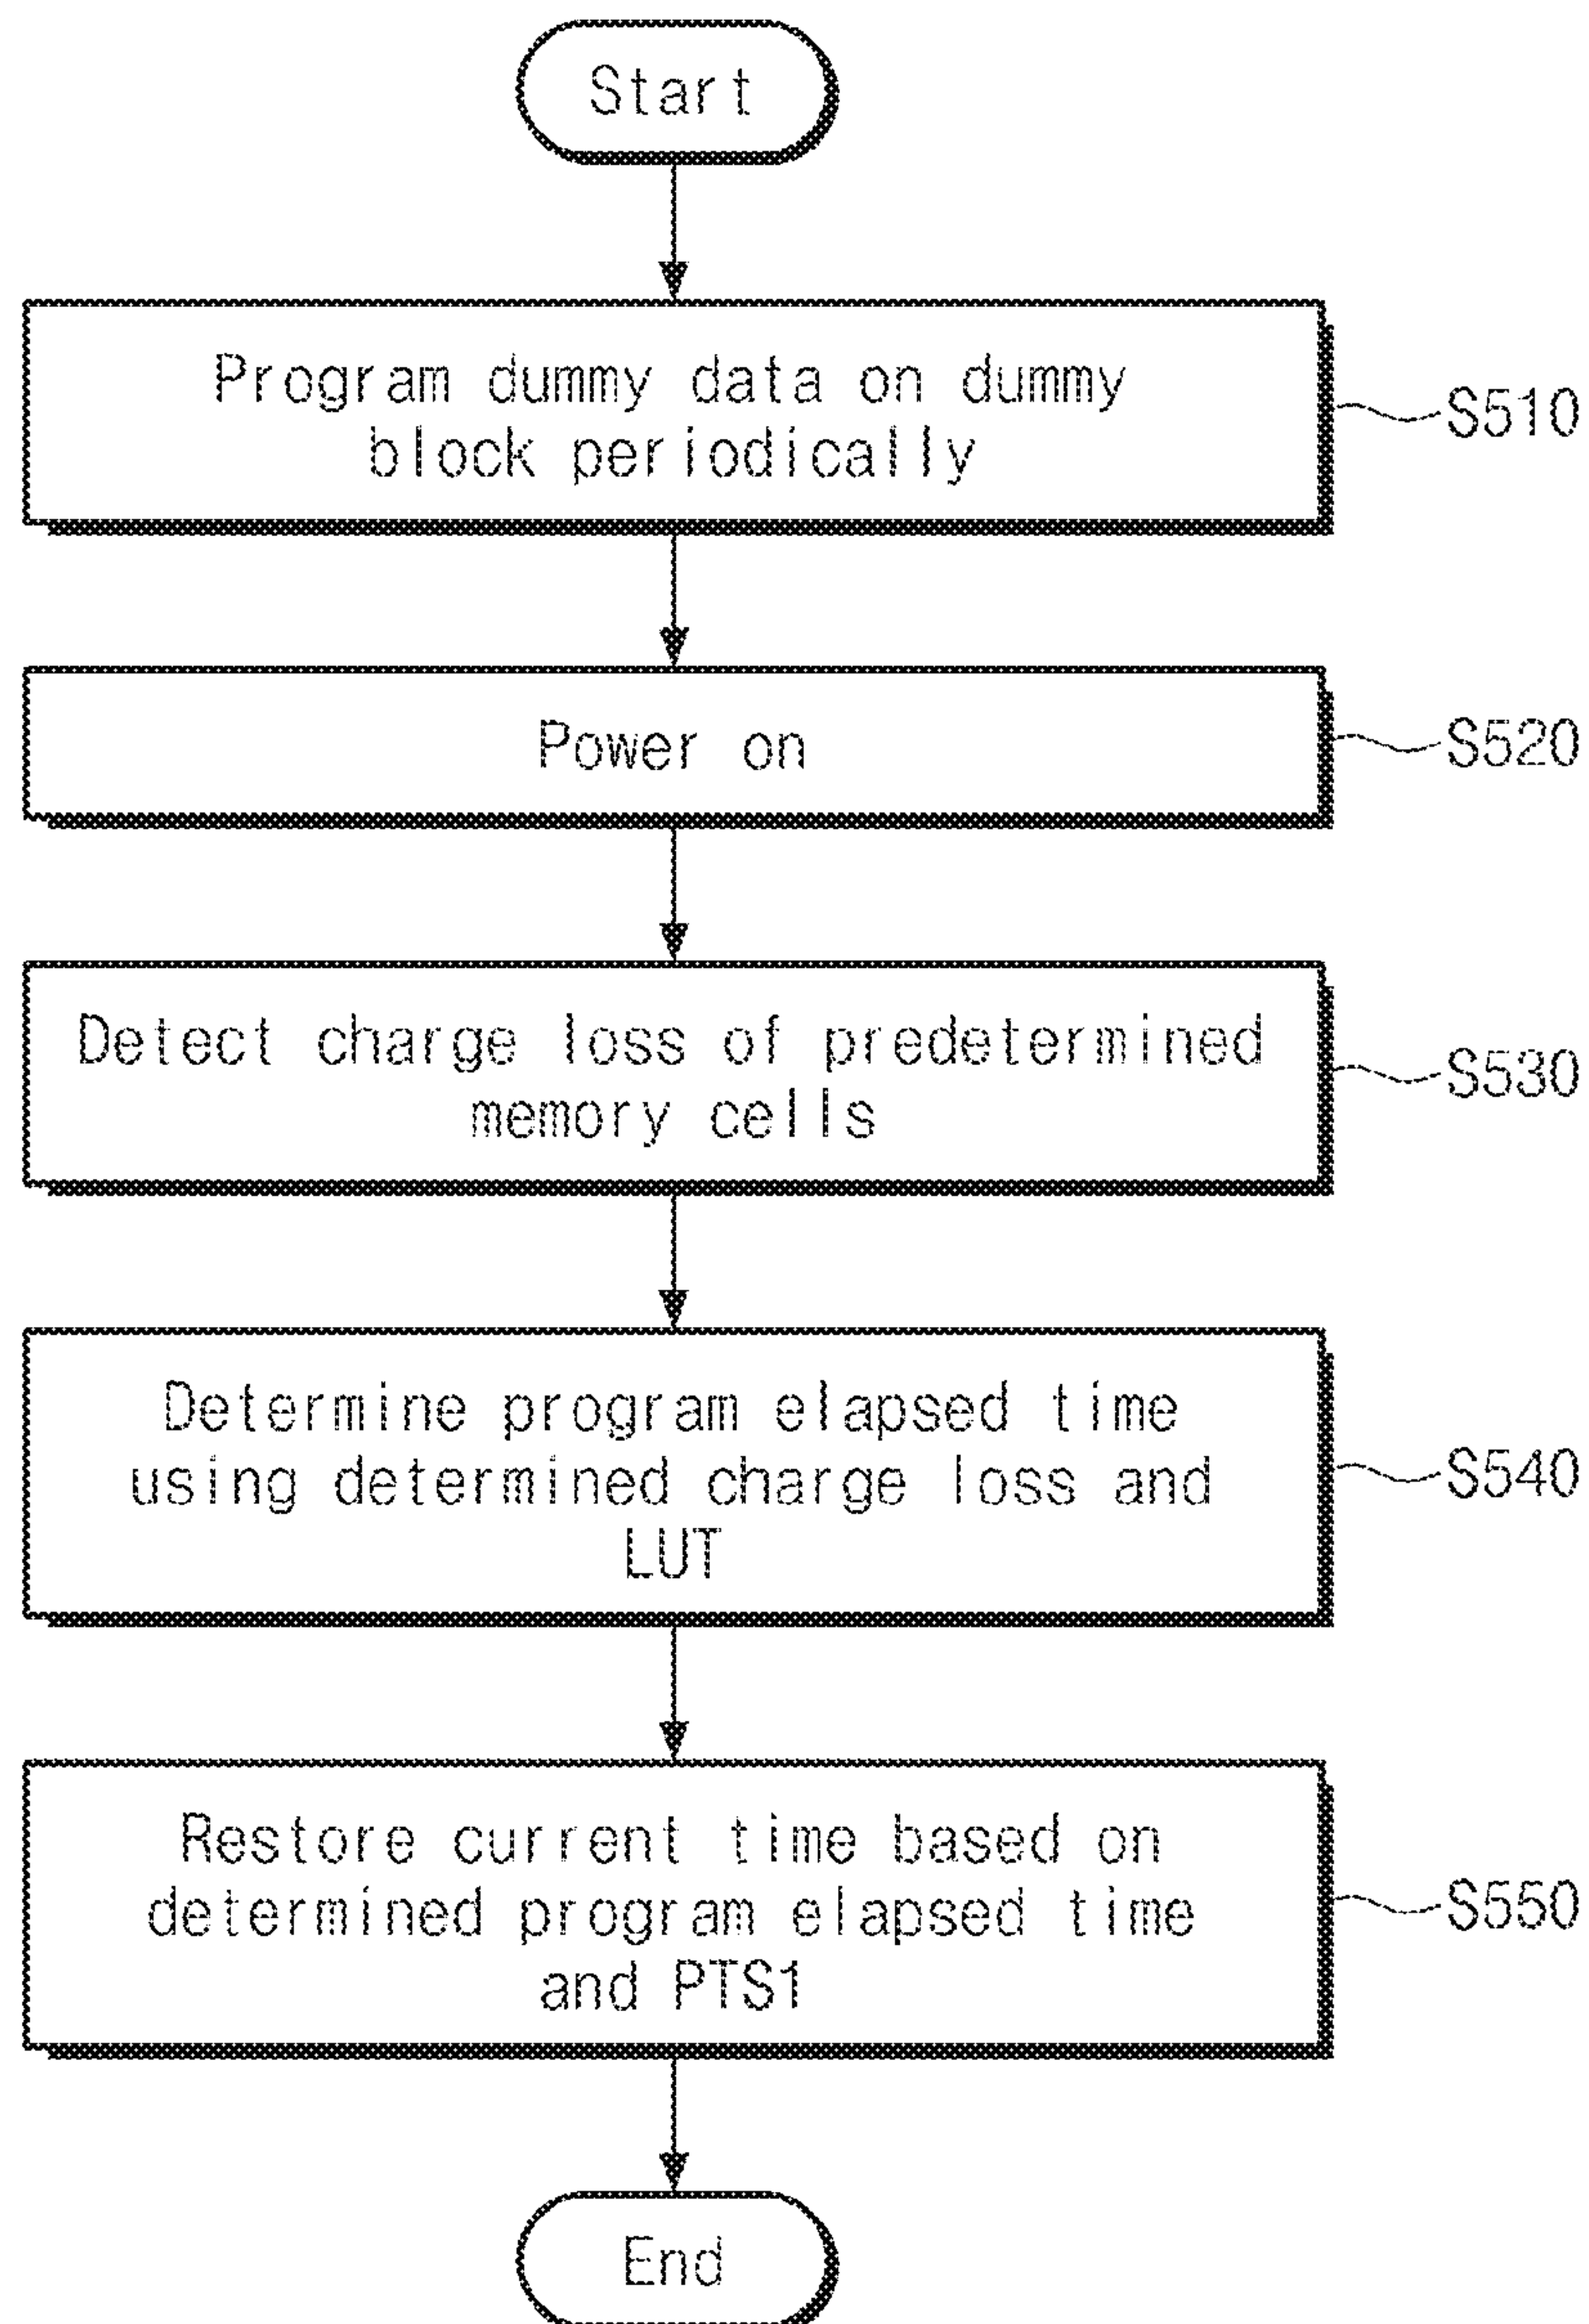 Start
Program dummy data on dummy
block periodically
S510
Power on
S520
Detect charge loss of predetermined
memory cells
S530
Determine program elapsed time
using determined charge loss and
LUT
S540
Restore current time based on
determined program elapsed time
and PTS1
S550
End